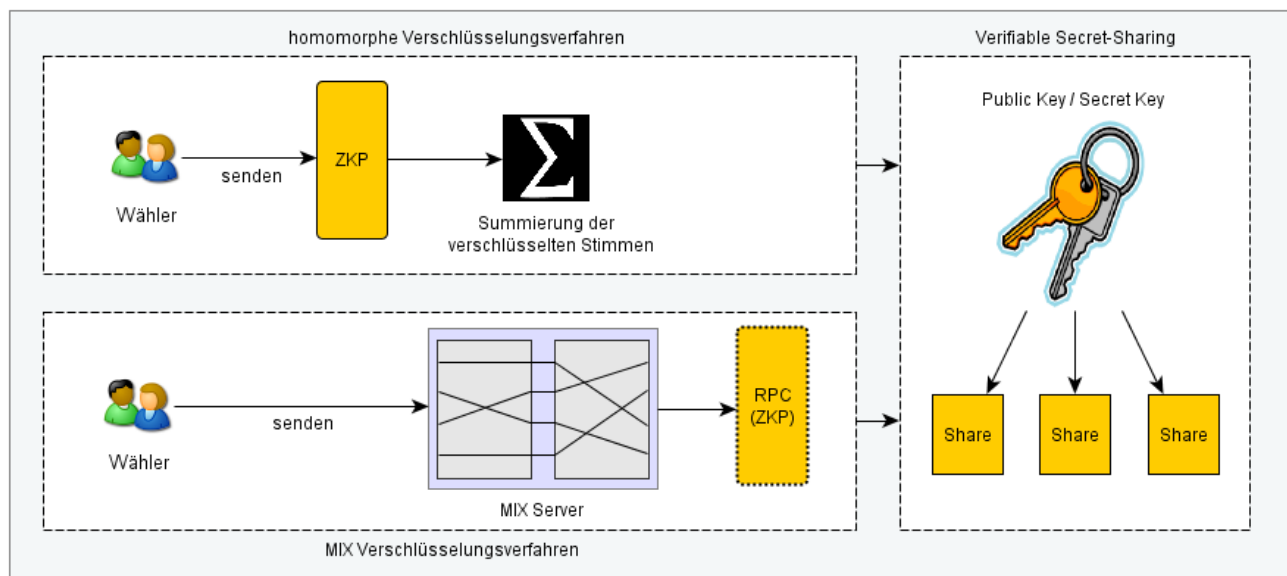 homomorphe Verschlüsselungsverfahren
Wähler
senden
ZKP
Summierung der
verschlüsselten Stimmen
Wähler
senden
MIX Server
RPC
(ZKP)
MIX Verschlüsselungsverfahren
Verifiable Secret-Sharing
Public Key / Secret Key
Share
Share
Share